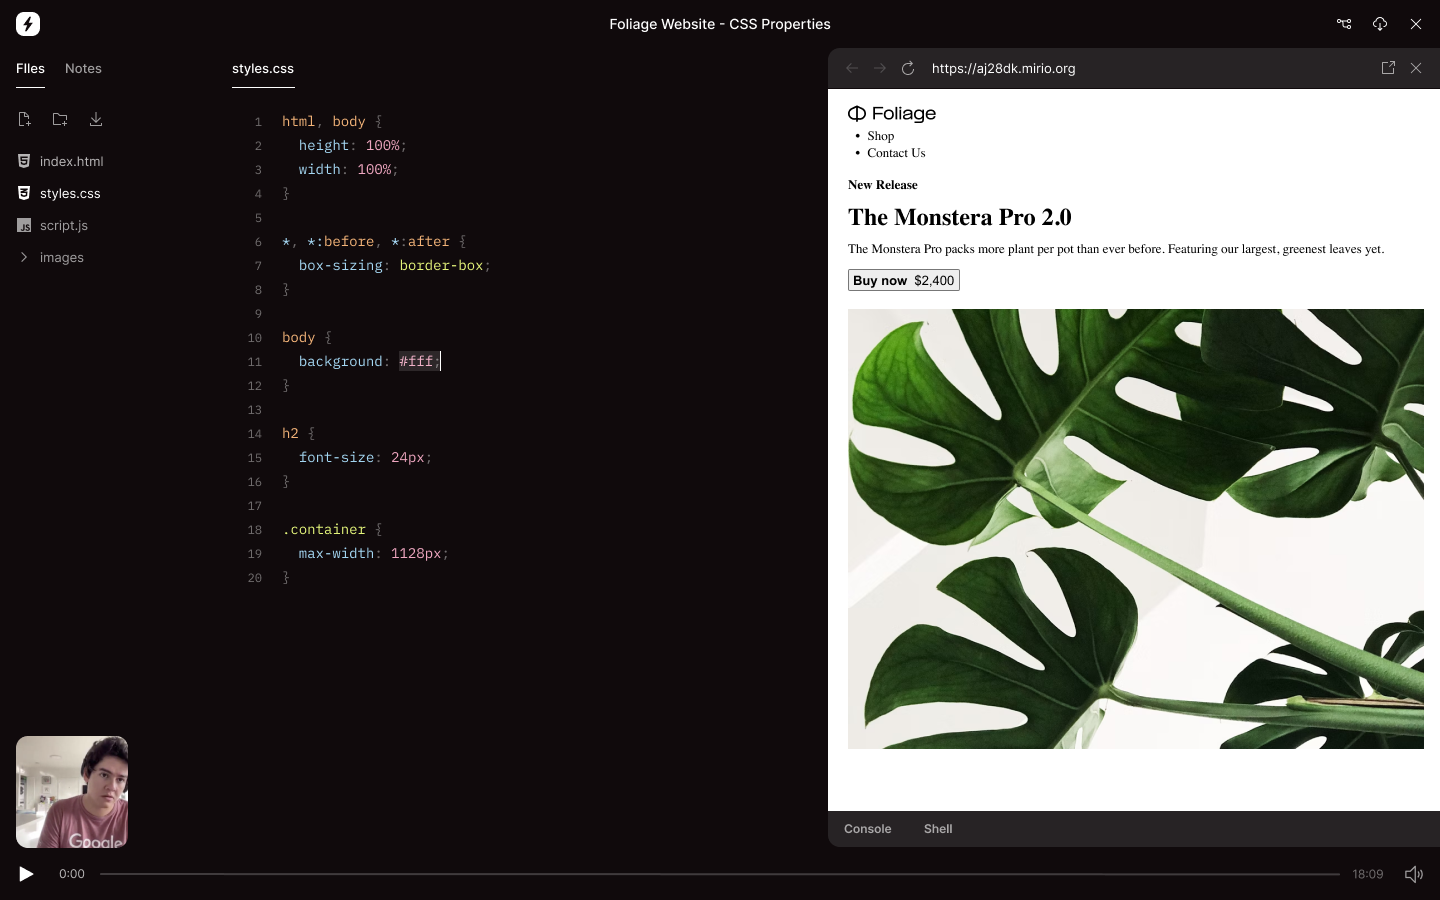 Foliage Website - CSS Properties
FIles
Notes
styles.css
https://aj28dk.mirio.org
index.html
styles.css
JS
script.js
images
1 html, body {
2 height: 100%;
3 width: 100%;
4 }
5
6 *, *:before, *:after {
7 box-sizing: border-box;
8 }
9
10 body {
11 background: #fff;
12 }
13
14 h2 {
15 font-size: 24px;
16 }
17
18 .container {
19 max-width: 1128px;
20 }
Foliage
• Shop
• Contact Us
New Release
The Monstera Pro 2.0
The Monstera Pro packs more plant per pot than ever before. Featuring our largest, greenest leaves yet.
Buy now $2,400
Google
Console
Shell
0:00
18:09